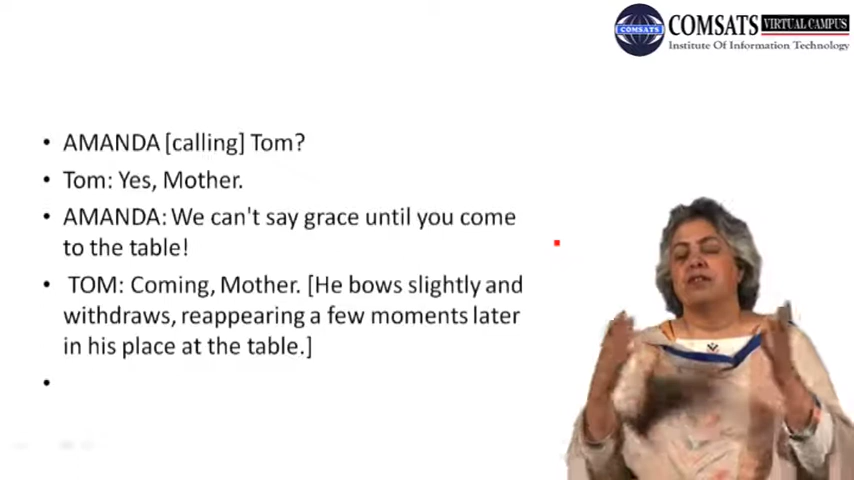 COMSATS
COMSATS VIRTUAL CAMPUS
Institute Of Information Technology
• AMANDA [calling] Tom?
• Tom: Yes, Mother.
• AMANDA: We can't say grace until you come
to the table!
• TOM: Coming, Mother. [He bows slightly and
withdraws, reappearing a few moments later
in his place at the table.]
•